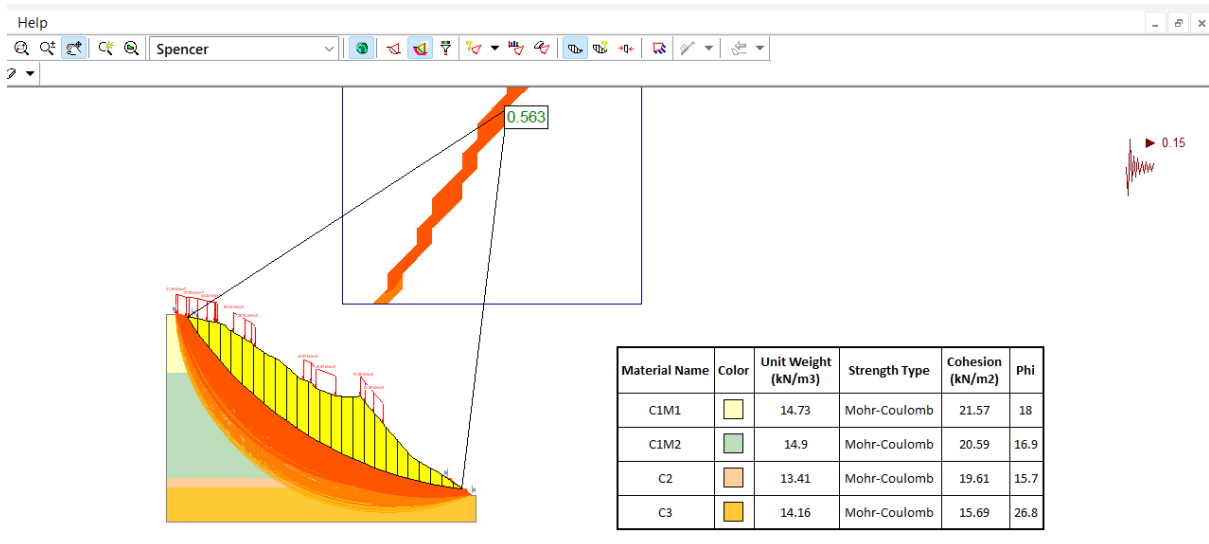 Help
Spencer
0.563
0.15
Material Name Color Unit Weight (kN/m3) Strength Type Cohesion (kN/m2) Phi
C1M1 14.73 Mohr-Coulomb 21.57 18
C1M2 14.9 Mohr-Coulomb 20.59 16.9
C2 13.41 Mohr-Coulomb 19.61 15.7
C3 14.16 Mohr-Coulomb 15.69 26.8